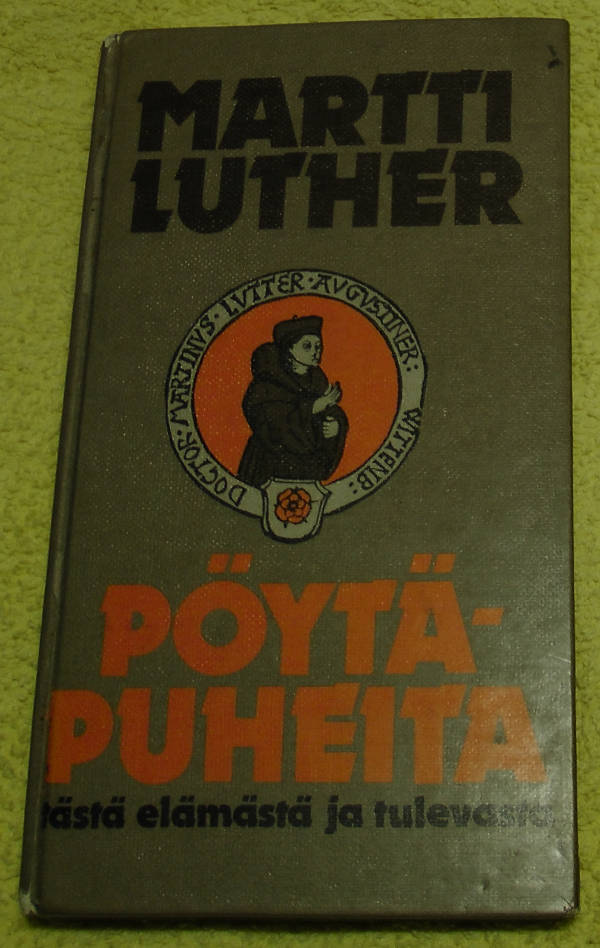 MARTTI
LUTHER
DOCTOR·MARTINVS·LVTTER·AVGVSTINER:WITTENB:
PÖYTÄ-
PUHEITA
tästä elämästä ja tulevasta